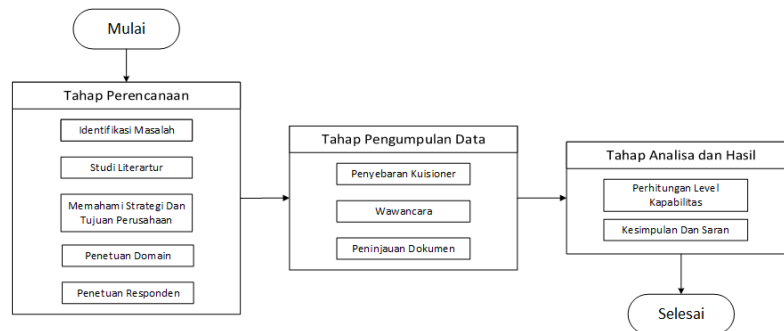 Mulai
Tahap Perencanaan
Identifikasi Masalah
Studi Literartur
Memahami Strategi Dan
Tujuan Perusahaan
Penetuan Domain
Penetuan Responden
Tahap Pengumpulan Data
Penyebaran Kuisioner
Wawancara
Peninjauan Dokumen
Tahap Analisa dan Hasil
Perhitungan Level
Kapabilitas
Kesimpulan Dan Saran
Selesai